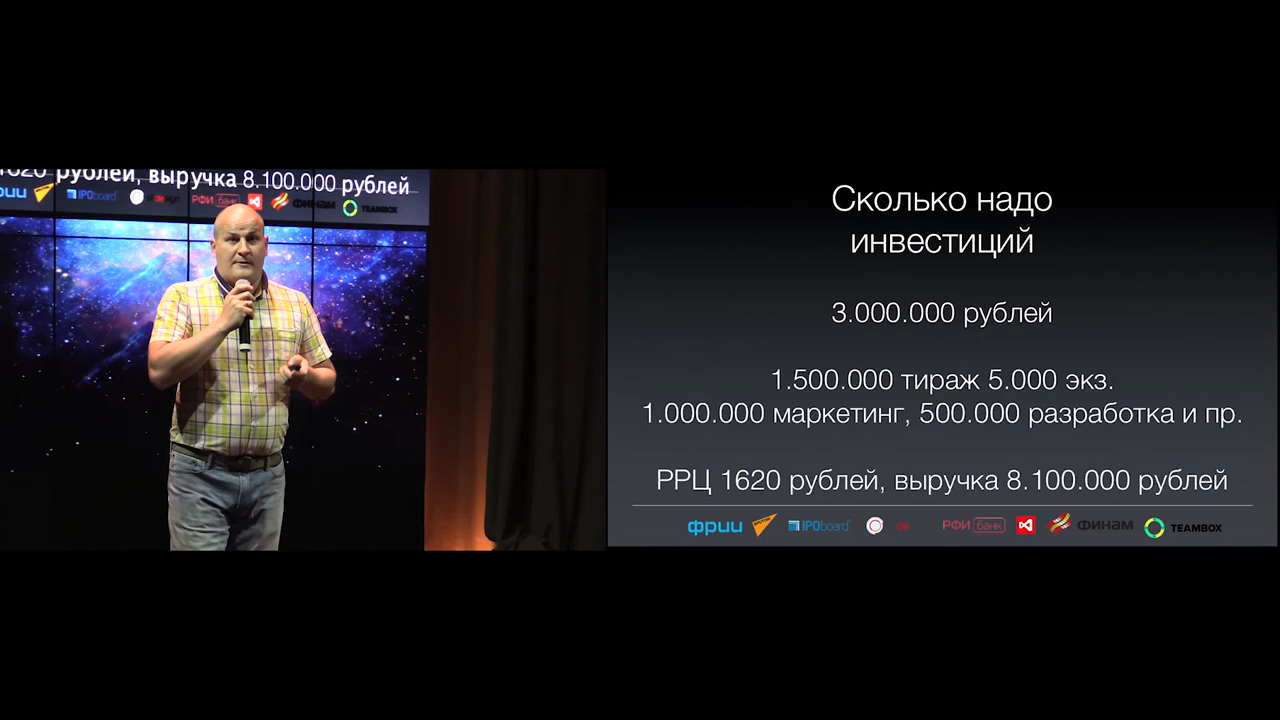 1620 рублей, выручка 8.100.000 рублей
IPOboard РФИ банк ФИНАМ TEAMBOX
Сколько надо
инвестиций
3.000.000 рублей
1.500.000 тираж 5.000 экз.
1.000.000 маркетинг, 500.000 разработка и пр.
РРЦ 1620 рублей, выручка 8.100.000 рублей
фрии IPOboard РФИ банк ФИНАМ TEAMBOX